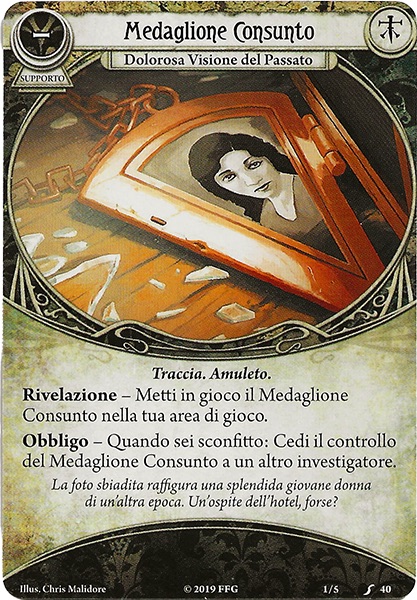 Medaglione Consunto
Dolorosa Visione del Passato
SUPPORTO
Traccia. Amuleto.
Rivelazione – Metti in gioco il Medaglione
Consunto nella tua area di gioco.
Obbligo – Quando sei sconfitto: Cedi il controllo
del Medaglione Consunto a un altro investigatore.
La foto sbiadita raffigura una splendida giovane donna
di un'altra epoca. Un'ospite dell'hotel, forse?
Illus. Chris Malidore © 2019 FFG 1/5 40